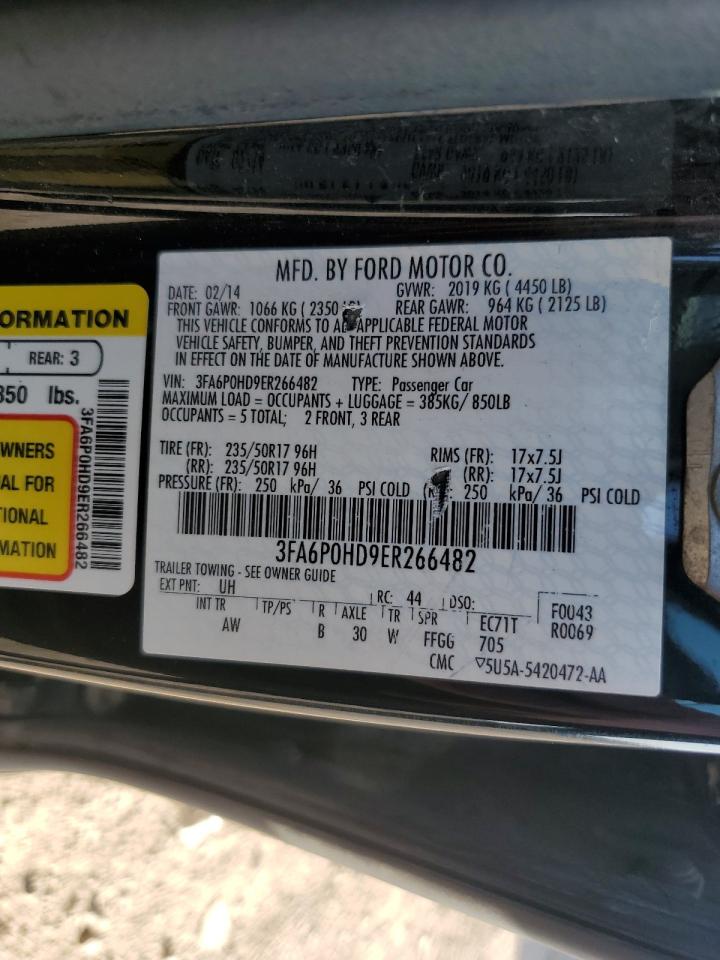 MFD. BY FORD MOTOR CO.
DATE: 02/14 GVWR: 2019 KG ( 4450 LB)
FRONT GAWR: 1066 KG ( 2350 REAR GAWR: 964 KG ( 2125 LB)
THIS VEHICLE CONFORMS TO APPLICABLE FEDERAL MOTOR
VEHICLE SAFETY, BUMPER, AND THEFT PREVENTION STANDARDS
IN EFFECT ON THE DATE OF MANUFACTURE SHOWN ABOVE.
VIN: 3FA6P0HD9ER266482 TYPE: Passenger Car
MAXIMUM LOAD = OCCUPANTS + LUGGAGE = 385KG/ 850LB
OCCUPANTS = 5 TOTAL; 2 FRONT, 3 REAR
TIRE (FR): 235/50R17 96H RIMS (FR): 17x7.5J
(RR): 235/50R17 96H (RR): 17x7.5J
PRESSURE (FR): 250 kPa/ 36 PSI COLD 250 kPa/ 36 PSI COLD
3FA6P0HD9ER266482
TRAILER TOWING - SEE OWNER GUIDE
EXT PNT: UH RC: 44 DSO: F0043
INT TR TP/PS R AXLE TR SPR EC71T R0069
AW B 30 W FFGG 705
CMC ▽5U5A-5420472-AA
ORMATION
REAR: 3
850 lbs.
WNERS
AL FOR
TIONAL
MATION
3FA6P0HD9ER266482